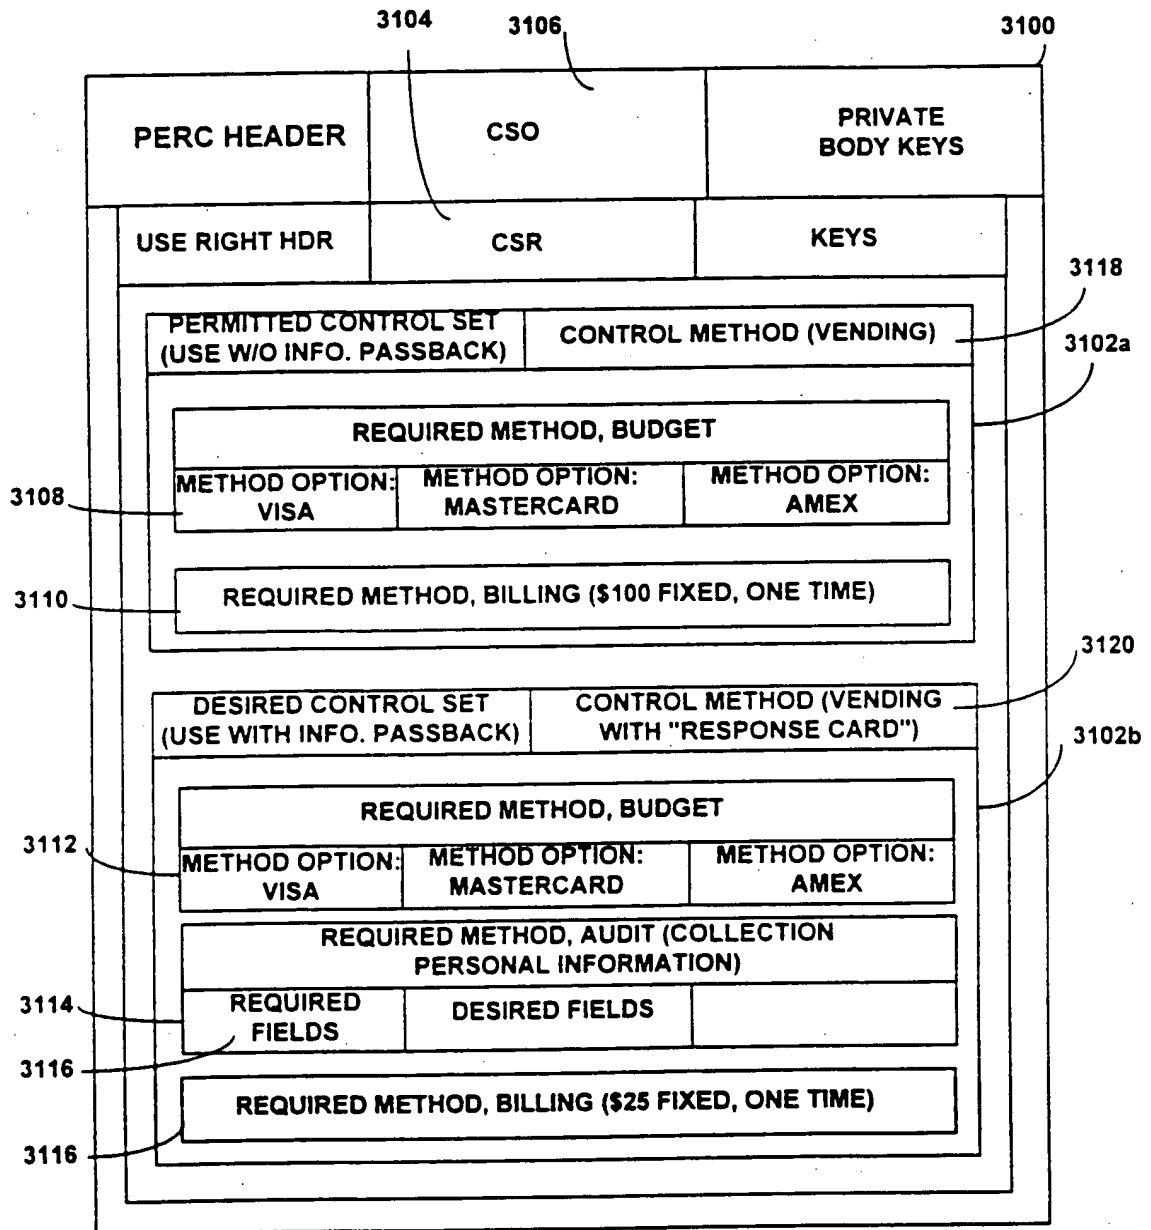 3104
3106
3100
PERC HEADER
CSO
PRIVATE
BODY KEYS
USE RIGHT HDR
CSR
KEYS
3118
PERMITTED CONTROL SET
(USE W/O INFO. PASSBACK)
CONTROL METHOD (VENDING)
3102a
REQUIRED METHOD, BUDGET
3108
METHOD OPTION:
VISA
METHOD OPTION:
MASTERCARD
METHOD OPTION:
AMEX
3110
REQUIRED METHOD, BILLING ($100 FIXED, ONE TIME)
3120
DESIRED CONTROL SET
(USE WITH INFO. PASSBACK)
CONTROL METHOD (VENDING
WITH "RESPONSE CARD")
3102b
REQUIRED METHOD, BUDGET
3112
METHOD OPTION:
VISA
METHOD OPTION:
MASTERCARD
METHOD OPTION:
AMEX
REQUIRED METHOD, AUDIT (COLLECTION
PERSONAL INFORMATION)
3114
REQUIRED
FIELDS
DESIRED FIELDS
3116
REQUIRED METHOD, BILLING ($25 FIXED, ONE TIME)
3116